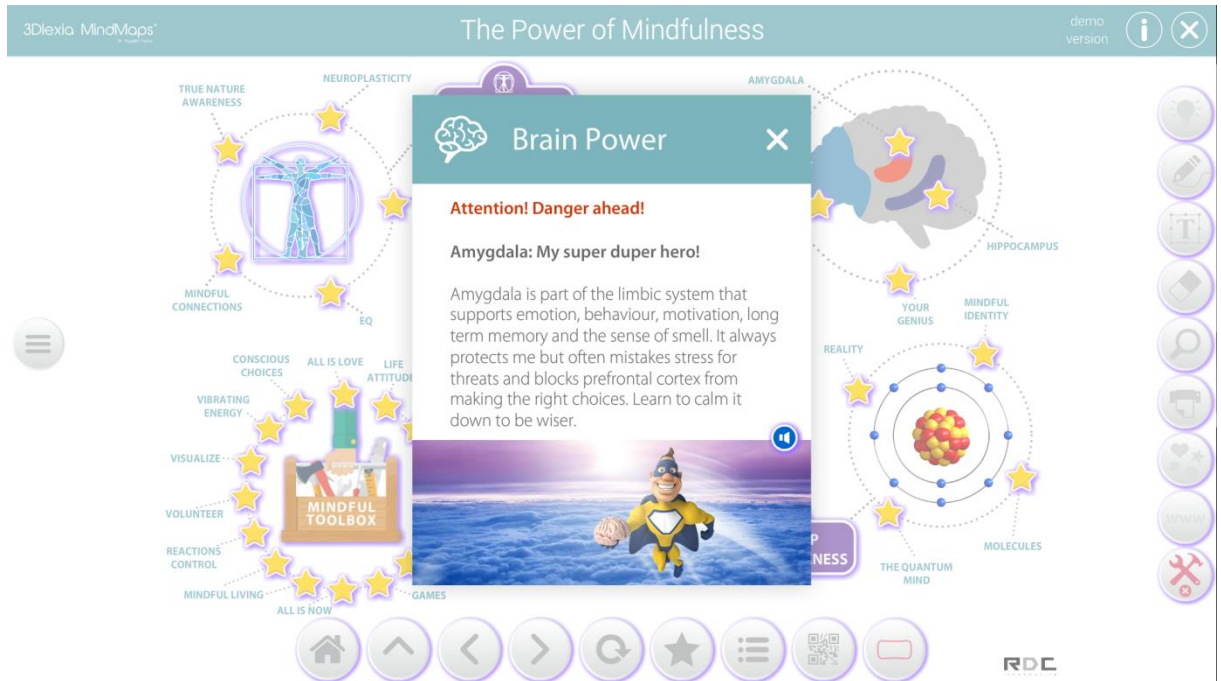 3Dlexia MindMaps
The Power of Mindfulness
demo
version
TRUE NATURE
AWARENESS
NEUROPLASTICITY
MINDFUL
CONNECTIONS
EQ
AMYGDALA
HIPPOCAMPUS
YOUR
GENIUS
Brain Power
Attention! Danger ahead!
Amygdala: My super duper hero!
Amygdala is part of the limbic system that
supports emotion, behaviour, motivation, long
term memory and the sense of smell. It always
protects me but often mistakes stress for
threats and blocks prefrontal cortex from
making the right choices. Learn to calm it
down to be wiser.
CONSCIOUS
CHOICES
ALL IS LOVE
LIFE
ATTITUDE
VIBRATING
ENERGY
VISUALIZE
VOLUNTEER
REACTIONS
CONTROL
MINDFUL LIVING
ALL IS NOW
GAMES
MINDFUL
TOOLBOX
MINDFUL
IDENTITY
REALITY
MOLECULES
THE QUANTUM
MIND
P
NESS
T
www
RDC